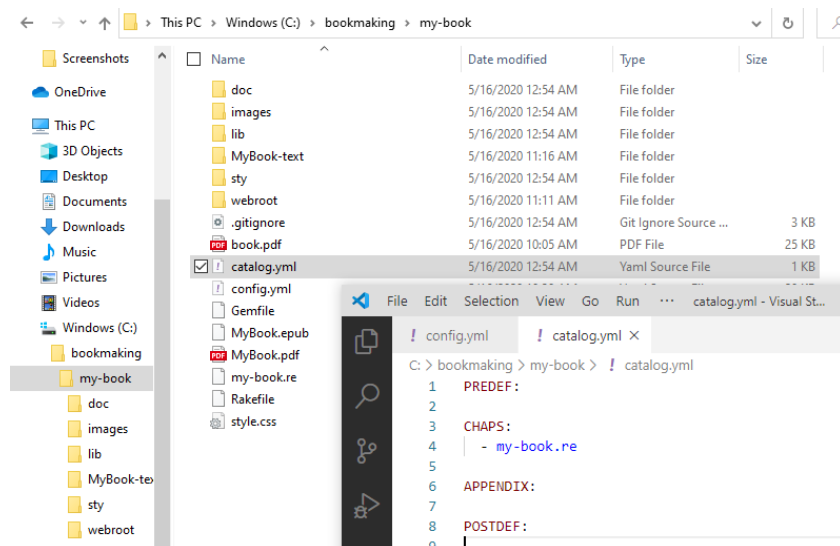 This PC > Windows (C:) > bookmaking > my-book
Screenshots
OneDrive
This PC
3D Objects
Desktop
Documents
Downloads
Music
Pictures
Videos
Windows (C:)
bookmaking
my-book
doc
images
lib
MyBook-tex
sty
webroot
Name Date modified Type Size
doc 5/16/2020 12:54 AM File folder
images 5/16/2020 12:54 AM File folder
lib 5/16/2020 12:54 AM File folder
MyBook-text 5/16/2020 11:16 AM File folder
sty 5/16/2020 12:54 AM File folder
webroot 5/16/2020 11:11 AM File folder
.gitignore 5/16/2020 12:54 AM Git Ignore Source ... 3 KB
PDF book.pdf 5/16/2020 10:05 AM PDF File 25 KB
catalog.yml 5/16/2020 12:54 AM Yaml Source File 1 KB
config.yml
Gemfile
MyBook.epub
PDF MyBook.pdf
my-book.re
Rakefile
style.css
File Edit Selection View Go Run ··· catalog.yml - Visual St...
! config.yml ! catalog.yml ×
C: > bookmaking > my-book > ! catalog.yml
1 PREDEF:
2
3 CHAPS:
4 - my-book.re
5
6 APPENDIX:
7
8 POSTDEF:
9